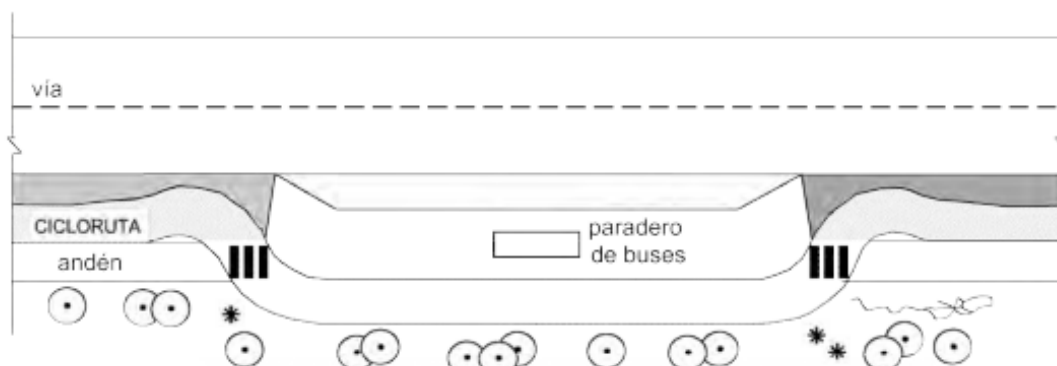 vía
CICLORUTA
andén
paradero
de buses